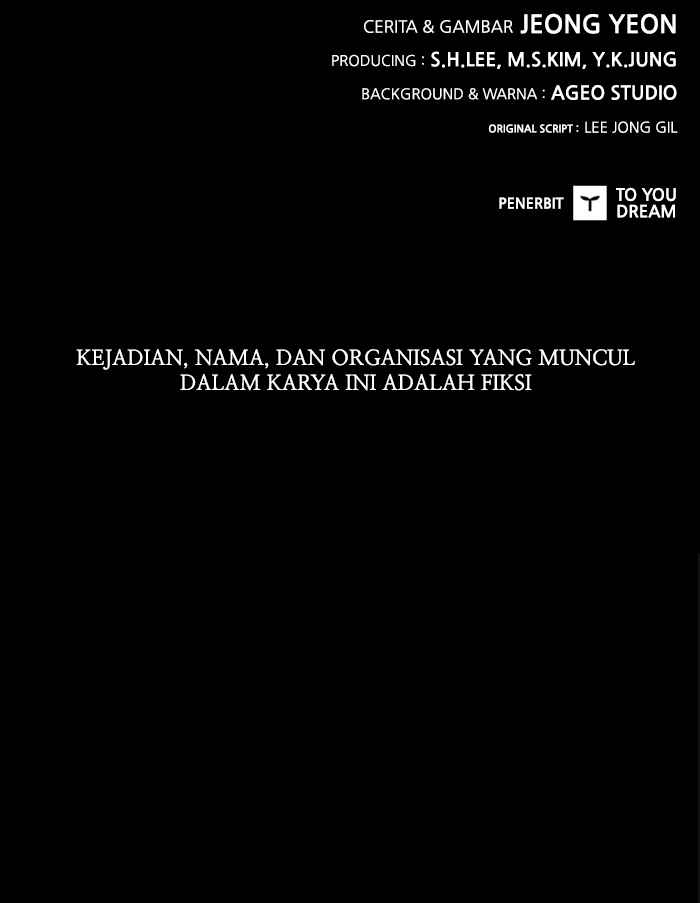 CERITA & GAMBAR JEONG YEON
PRODUCING : S.H.LEE, M.S.KIM, Y.K.JUNG
BACKGROUND & WARNA : AGEO STUDIO
ORIGINAL SCRIPT : LEE JONG GIL
PENERBIT TO YOU
DREAM
KEJADIAN, NAMA, DAN ORGANISASI YANG MUNCUL
DALAM KARYA INI ADALAH FIKSI